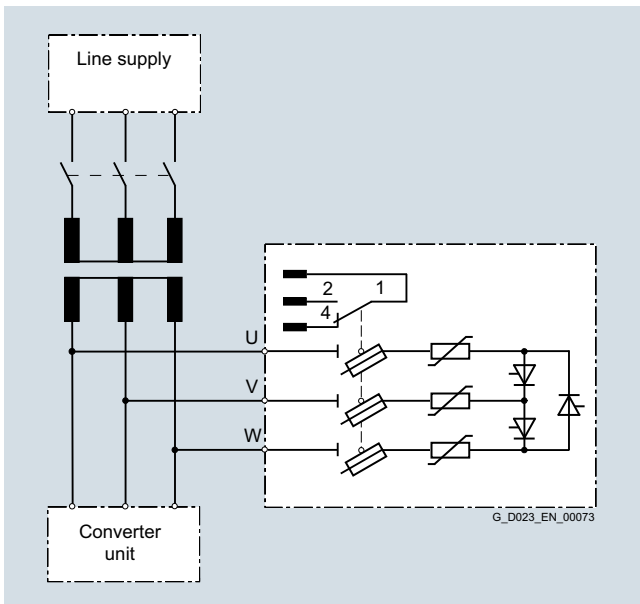 Line supply
2
1
4
U
V
W
G_D023_EN_00073
Converter
unit